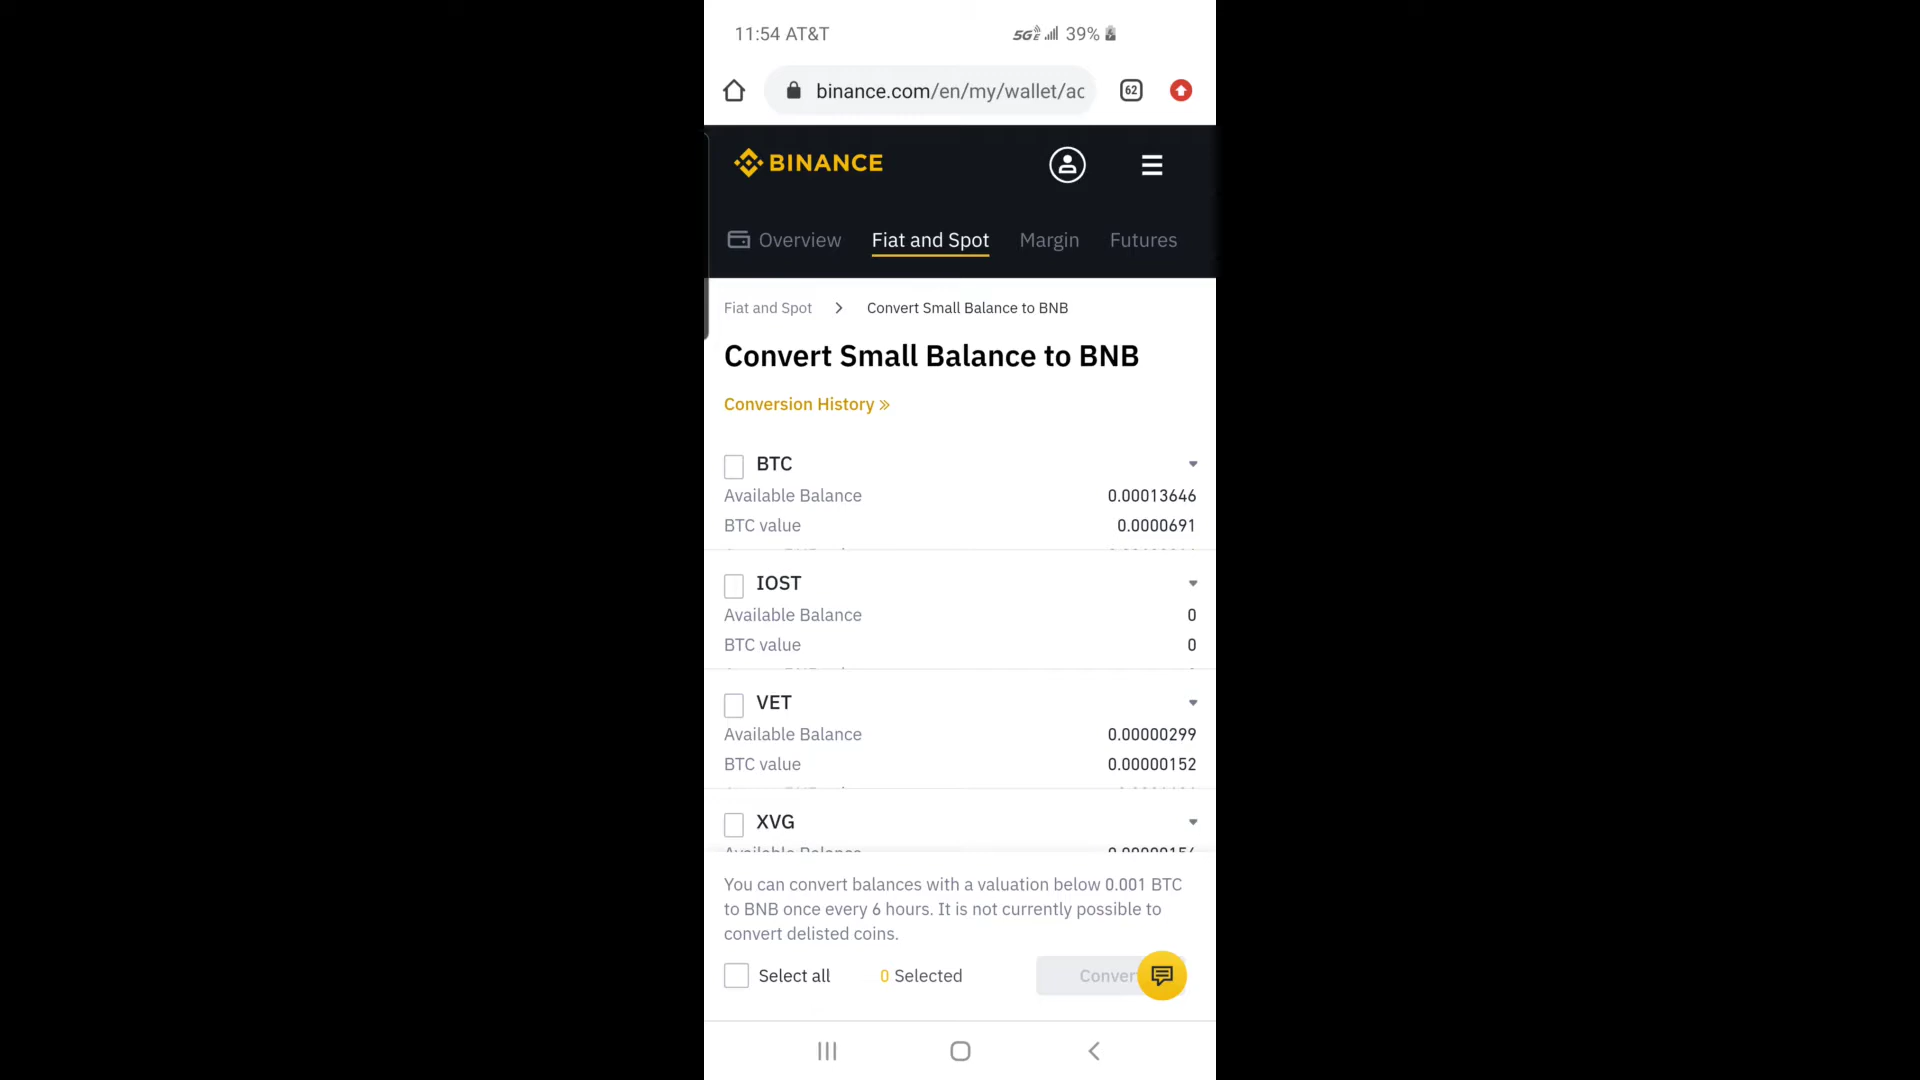 11:54 AT&T 5GE 39%
binance.com/en/my/wallet/ac 62
BINANCE
Overview Fiat and Spot Margin Futures
Fiat and Spot > Convert Small Balance to BNB
Convert Small Balance to BNB
Conversion History »
BTC
Available Balance 0.00013646
BTC value 0.0000691
IOST
Available Balance 0
BTC value 0
VET
Available Balance 0.00000299
BTC value 0.00000152
XVG
Available Balance
You can convert balances with a valuation below 0.001 BTC
to BNB once every 6 hours. It is not currently possible to
convert delisted coins.
Select all 0 Selected Conver